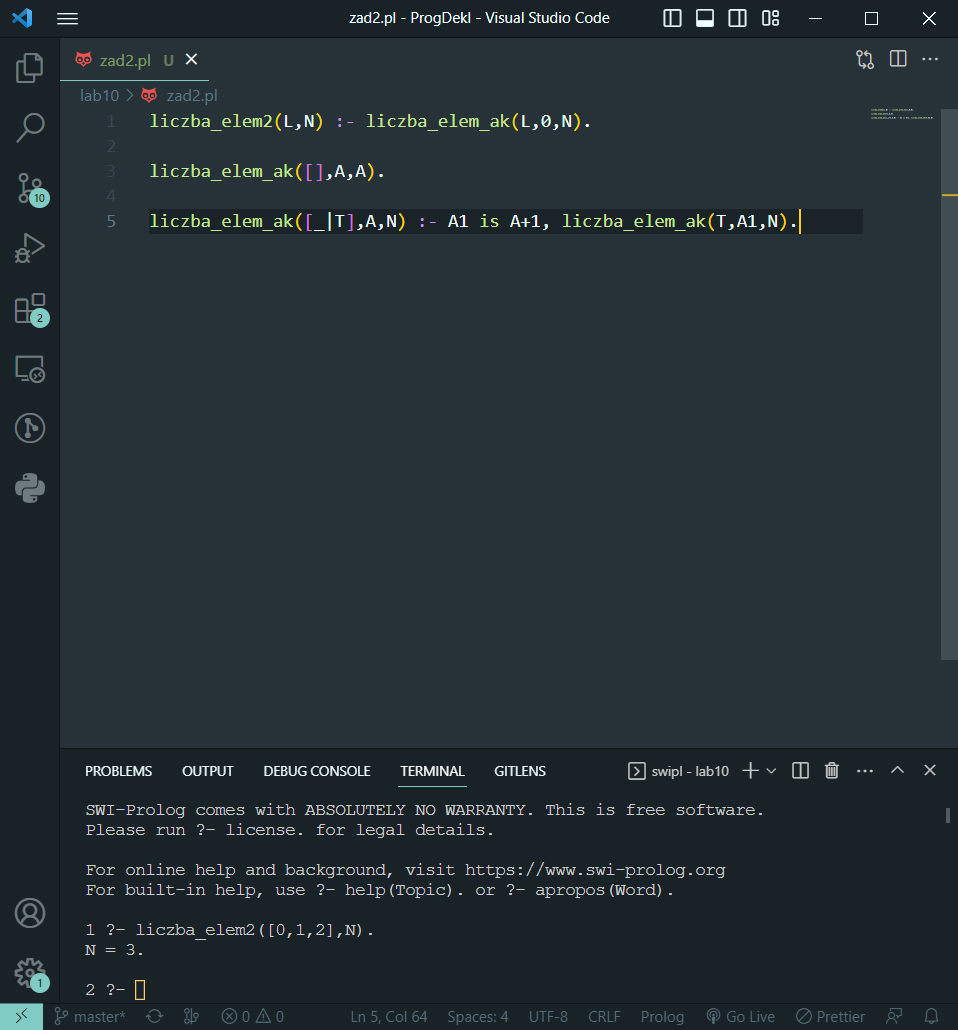 zad2.pl - ProgDekl - Visual Studio Code
zad2.pl U
lab10 > zad2.pl
1 liczba_elem2(L,N) :- liczba_elem_ak(L,0,N).
2
3 liczba_elem_ak([],A,A).
4
5 liczba_elem_ak([_|T],A,N) :- A1 is A+1, liczba_elem_ak(T,A1,N).
10
2
PROBLEMS OUTPUT DEBUG CONSOLE TERMINAL GITLENS swipl - lab10
SWI-Prolog comes with ABSOLUTELY NO WARRANTY. This is free software.
Please run ?- license. for legal details.
For online help and background, visit https://www.swi-prolog.org
For built-in help, use ?- help(Topic). or ?- apropos(Word).
1 ?- liczba_elem2([0,1,2],N).
N = 3.
2 ?-
1
master* 0 0 Ln 5, Col 64 Spaces: 4 UTF-8 CRLF Prolog Go Live Prettier